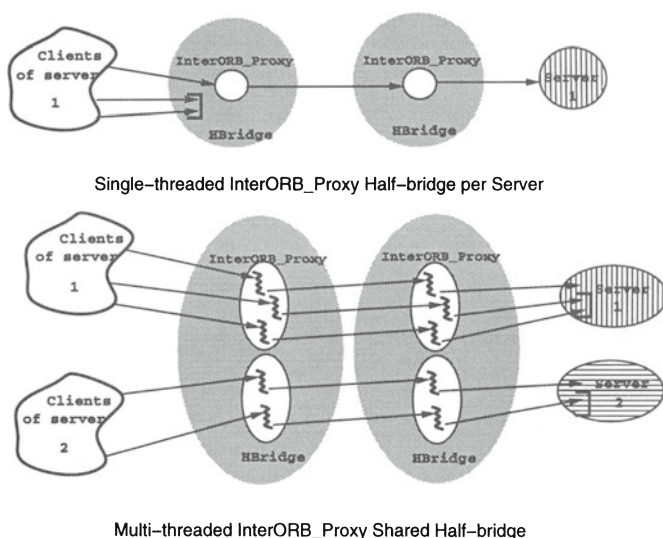 Clients
of server
1
InterORB_Proxy
HBridge
InterORB_Proxy
HBridge
Server
1
Single-threaded InterORB_Proxy Half-bridge per Server
Clients
of server
1
InterORB_Proxy
InterORB_Proxy
Server
1
Clients
of server
2
HBridge
HBridge
Server
2
Multi-threaded InterORB_Proxy Shared Half-bridge